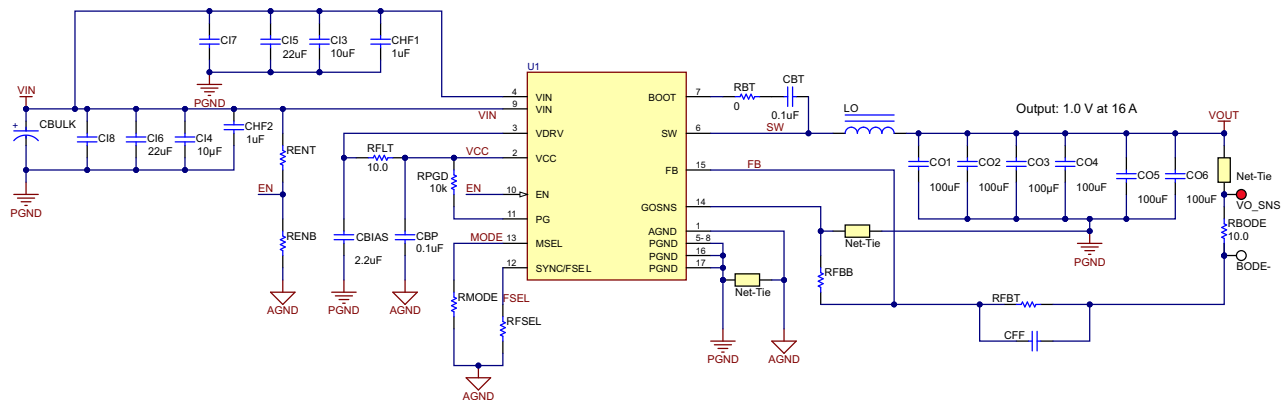 CI7
CI5
22uF
CI3
10uF
CHF1
1uF
PGND
VIN
CBULK
+
CI8
CI6
22uF
CI4
10µF
CHF2
1uF
PGND
RENT
EN
RENB
AGND
U1
4
VIN
9
VIN
VIN
3
VDRV
2
VCC
VCC
EN
10
EN
11
PG
MODE
13
MSEL
12
SYNC/FSEL
RFLT
10.0
RPGD
10k
CBIAS
2.2uF
PGND
CBP
0.1uF
AGND
RMODE
FSEL
RFSEL
AGND
BOOT
7
SW
6
FB
15
GOSNS
14
AGND
1
PGND
5- 8
PGND
16
PGND
17
RBT
0
CBT
0.1uF
SW
LO
FB
Net-Tie
PGND
AGND
Net-Tie
RFBB
Output: 1.0 V at 16 A
VOUT
CO1
100uF
CO2
100uF
CO3
100µF
CO4
100uF
CO5
100uF
CO6
100uF
PGND
Net-Tie
VO_SNS
RBODE
10.0
BODE-
RFBT
CFF